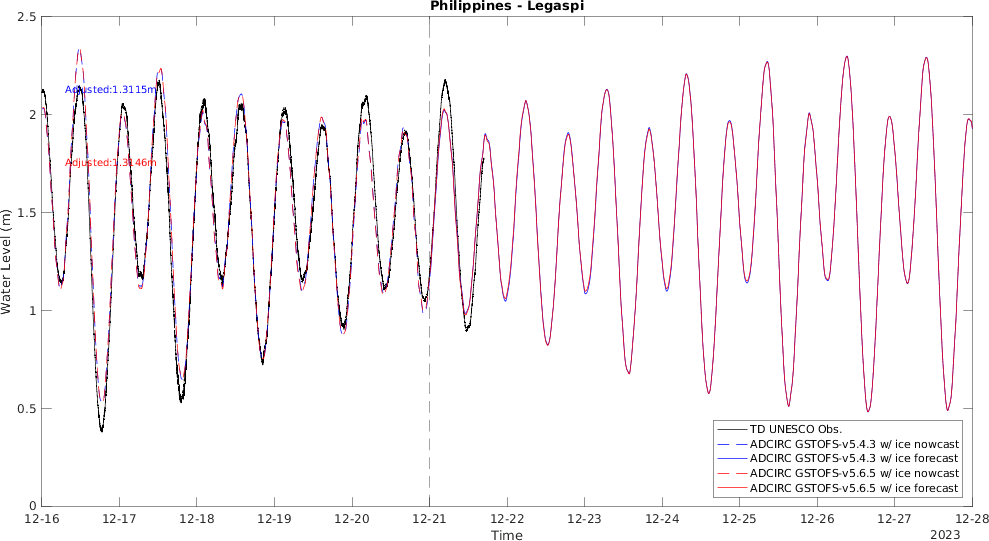 Philippines - Legaspi
2.5
2
1.5
1
0.5
0
Water Level (m)
Adjusted:1.3115m
Adjusted:1.3146m
TD UNESCO Obs.
ADCIRC GSTOFS-v5.4.3 w/ ice nowcast
ADCIRC GSTOFS-v5.4.3 w/ ice forecast
ADCIRC GSTOFS-v5.6.5 w/ ice nowcast
ADCIRC GSTOFS-v5.6.5 w/ ice forecast
12-16 12-17 12-18 12-19 12-20 12-21 12-22 12-23 12-24 12-25 12-26 12-27 12-28
Time
2023